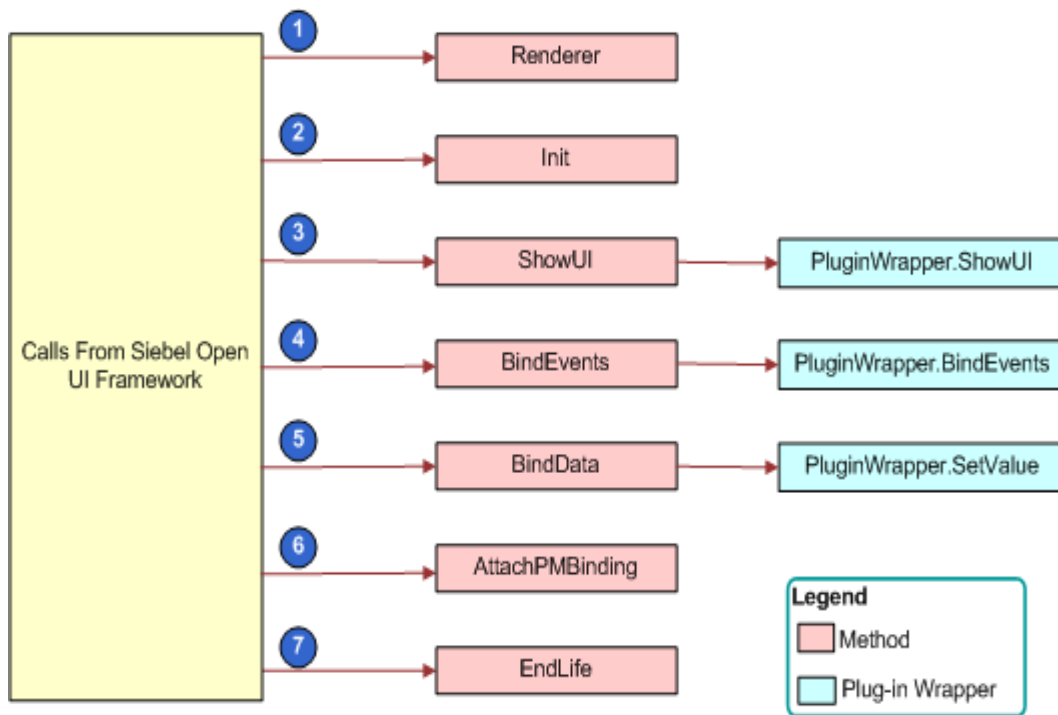 1
Renderer
2
Init
3
ShowUI
PluginWrapper.ShowUI
Calls From Siebel Open
UI Framework
4
BindEvents
PluginWrapper.BindEvents
5
BindData
PluginWrapper.SetValue
6
AttachPMBinding
7
EndLife
Legend
Method
Plug-in Wrapper